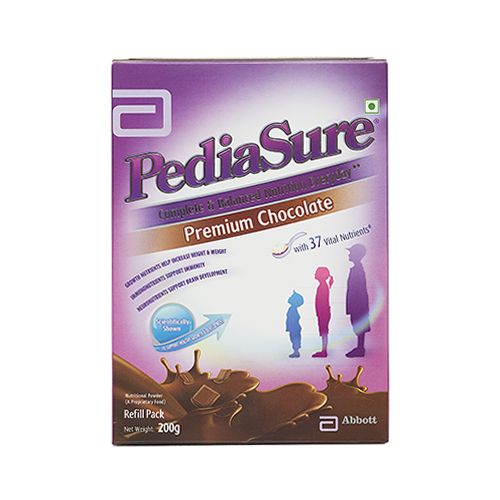 PediaSure®
Complete & Balanced Nutrition Everyday**
Premium Chocolate
with 37 Vital Nutrients*
GROWTH NUTRIENTS HELP INCREASE HEIGHT & WEIGHT
IMMUNONUTRIENTS SUPPORT IMMUNITY
NEURONUTRIENTS SUPPORT BRAIN DEVELOPMENT
Scientifically
Shown
Nutritional Powder
(A Proprietary Food)
Refill Pack
Net Weight: 200g
Abbott